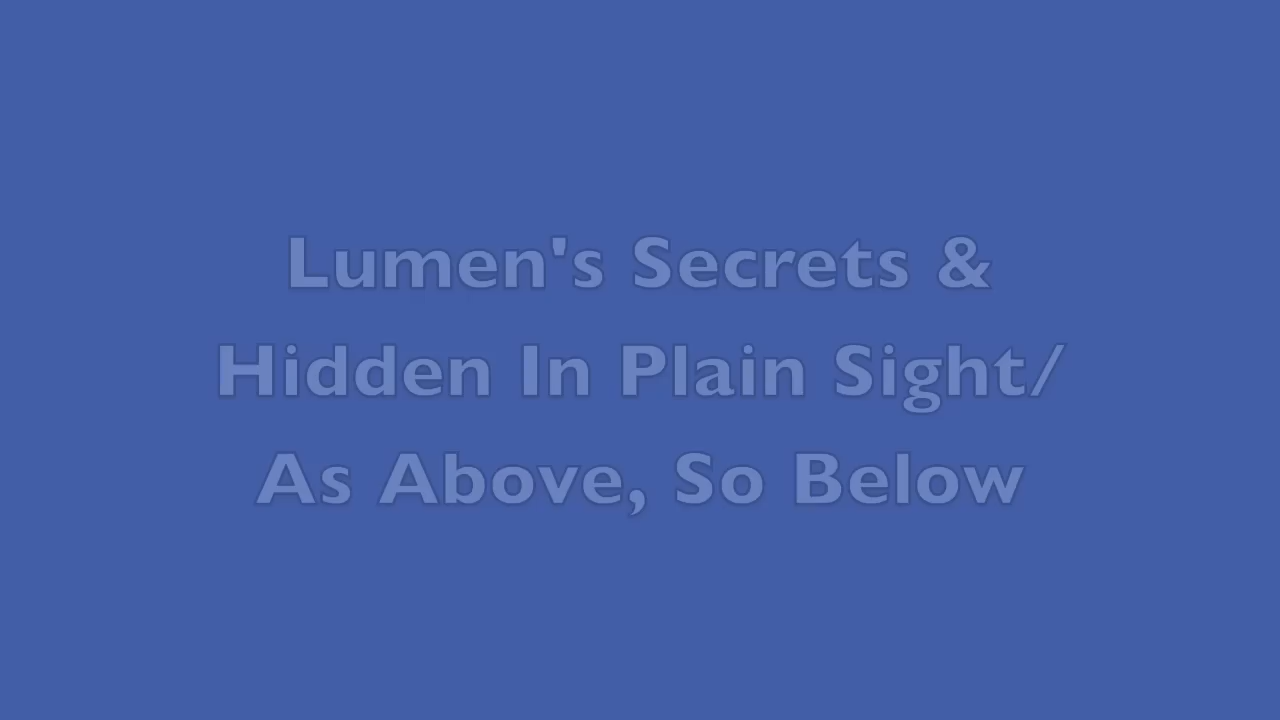 Lumen's Secrets &
Hidden In Plain Sight/
As Above, So Below